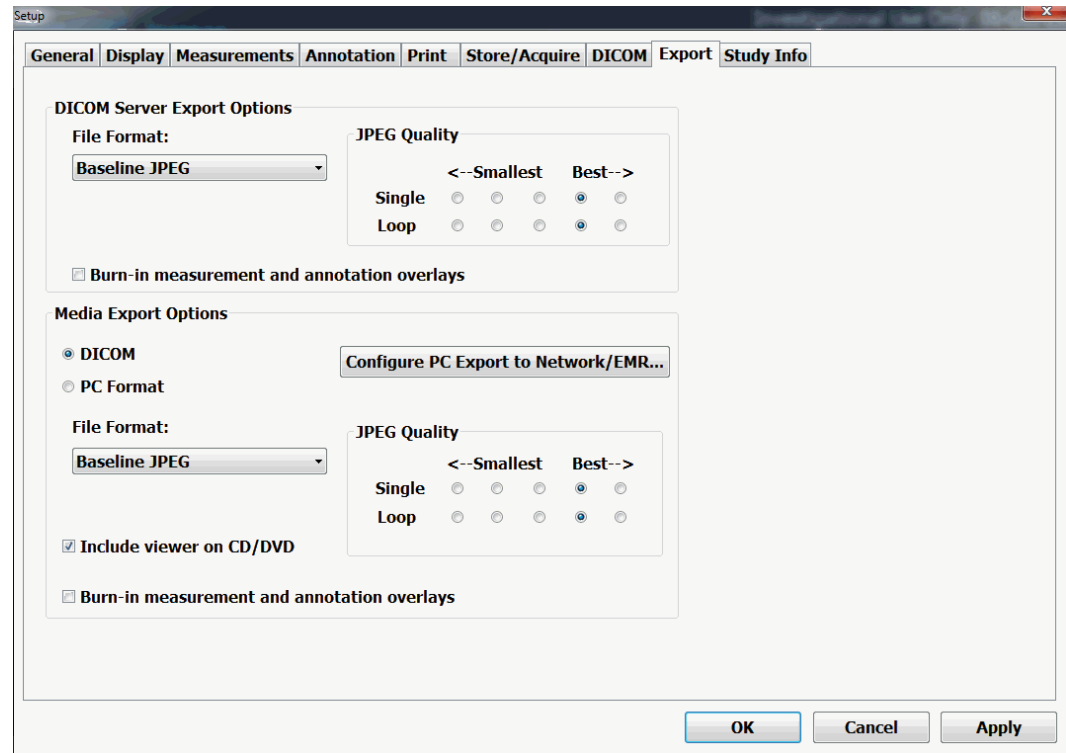 Setup
General Display Measurements Annotation Print Store/Acquire DICOM Export Study Info
DICOM Server Export Options
File Format:
Baseline JPEG
JPEG Quality
<--Smallest Best-->
Single
Loop
Burn-in measurement and annotation overlays
Media Export Options
DICOM
Configure PC Export to Network/EMR...
PC Format
File Format:
Baseline JPEG
JPEG Quality
<--Smallest Best-->
Single
Loop
Include viewer on CD/DVD
Burn-in measurement and annotation overlays
OK Cancel Apply